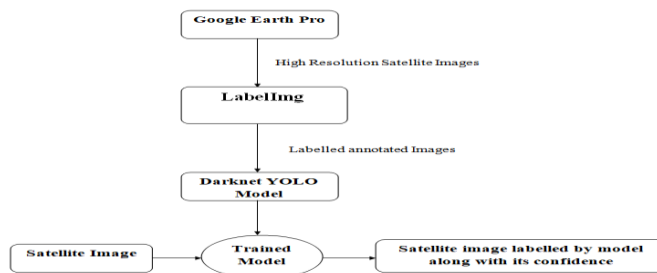 Google Earth Pro
High Resolution Satellite Images
LabelImg
Labelled annotated Images
Darknet YOLO
Model
Satellite Image
Trained
Model
Satellite image labelled by model
along with its confidence